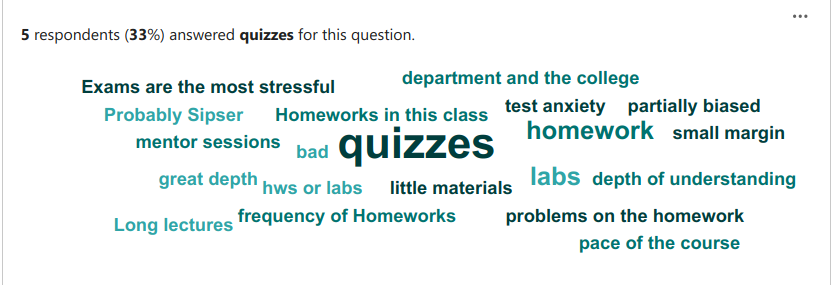 5 respondents (33%) answered quizzes for this question.
department and the college
Exams are the most stressful
test anxiety partially biased
Probably Sipser Homeworks in this class
homework small margin
mentor sessions bad quizzes
labs depth of understanding
great depth hws or labs little materials
frequency of Homeworks problems on the homework
Long lectures
pace of the course